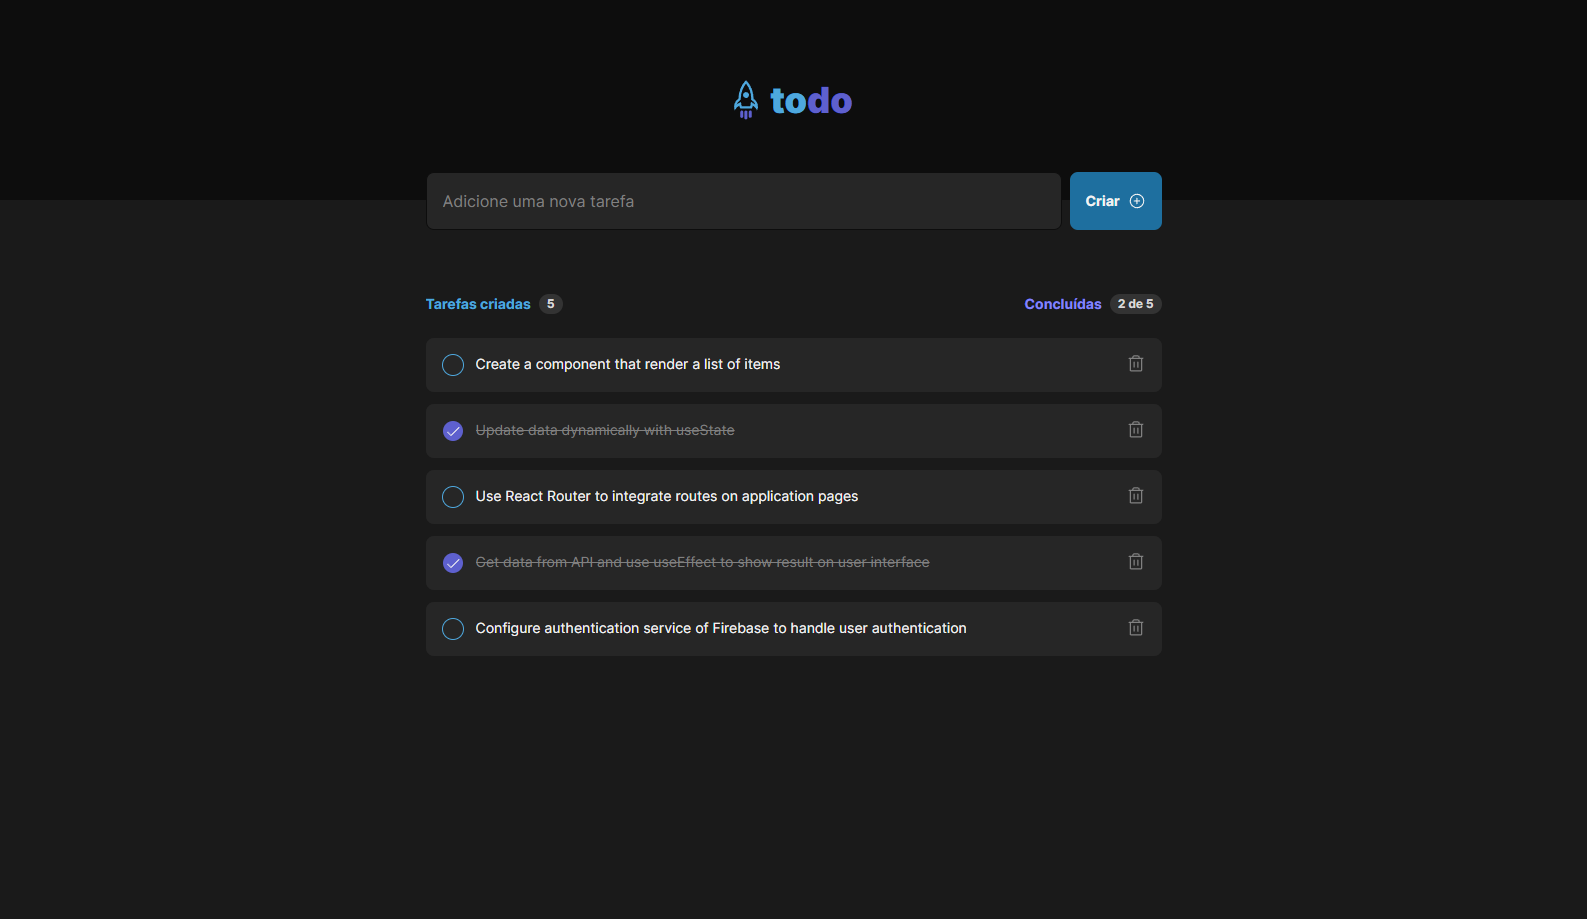 todo
Adicione uma nova tarefa
Criar
Tarefas criadas 5
Concluídas 2 de 5
Create a component that render a list of items
Update data dynamically with useState
Use React Router to integrate routes on application pages
Get data from API and use useEffect to show result on user interface
Configure authentication service of Firebase to handle user authentication